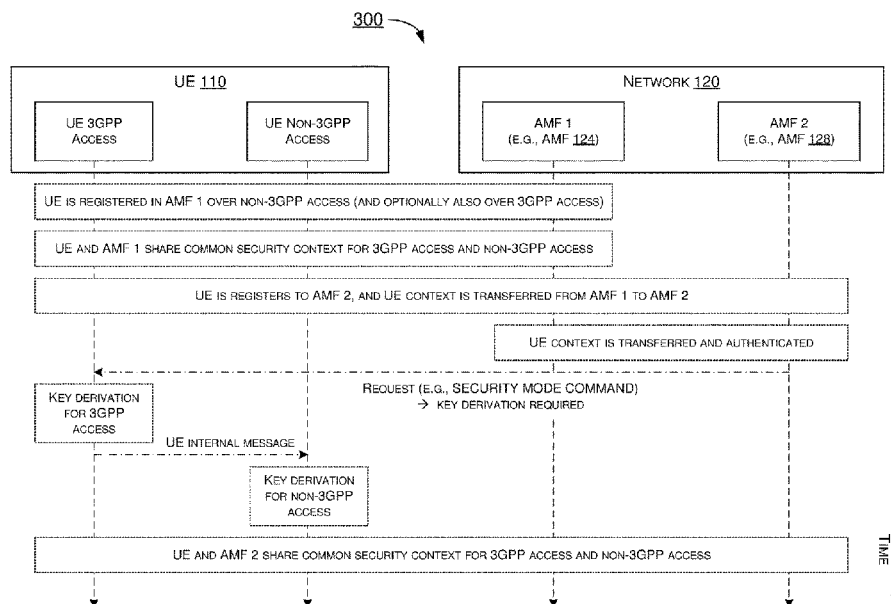 300
UE 110
NETWORK 120
UE 3GPP
ACCESS
UE NON-3GPP
ACCESS
AMF 1
(E.G., AMF 124)
AMF 2
(E.G., AMF 128)
UE IS REGISTERED IN AMF 1 OVER NON-3GPP ACCESS (AND OPTIONALLY ALSO OVER 3GPP ACCESS)
UE AND AMF 1 SHARE COMMON SECURITY CONTEXT FOR 3GPP ACCESS AND NON-3GPP ACCESS
UE IS REGISTERS TO AMF 2, AND UE CONTEXT IS TRANSFERRED FROM AMF 1 TO AMF 2
UE CONTEXT IS TRANSFERRED AND AUTHENTICATED
REQUEST (E.G., SECURITY MODE COMMAND)
→ KEY DERIVATION REQUIRED
KEY DERIVATION
FOR 3GPP
ACCESS
UE INTERNAL MESSAGE
KEY DERIVATION
FOR NON-3GPP
ACCESS
UE AND AMF 2 SHARE COMMON SECURITY CONTEXT FOR 3GPP ACCESS AND NON-3GPP ACCESS
TIME